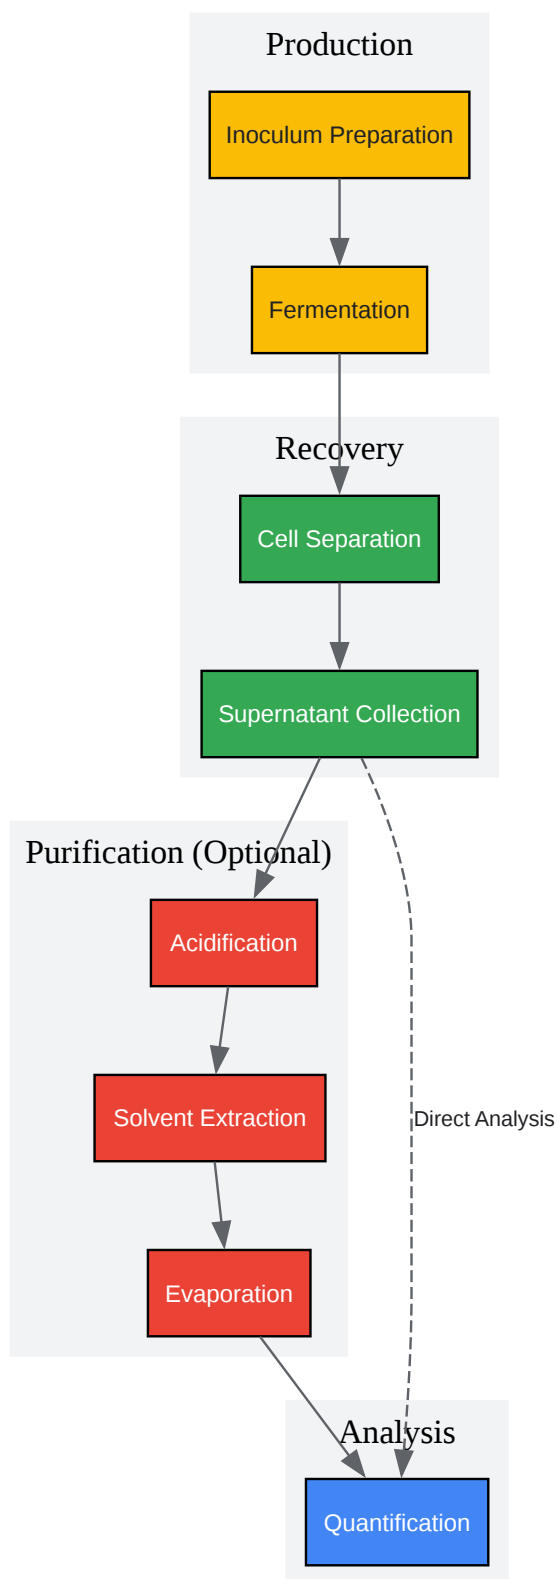 Production
Inoculum Preparation
Fermentation
Recovery
Cell Separation
Supernatant Collection
Purification (Optional)
Acidification
Solvent Extraction
Direct Analysis
Evaporation
Analysis
Quantification